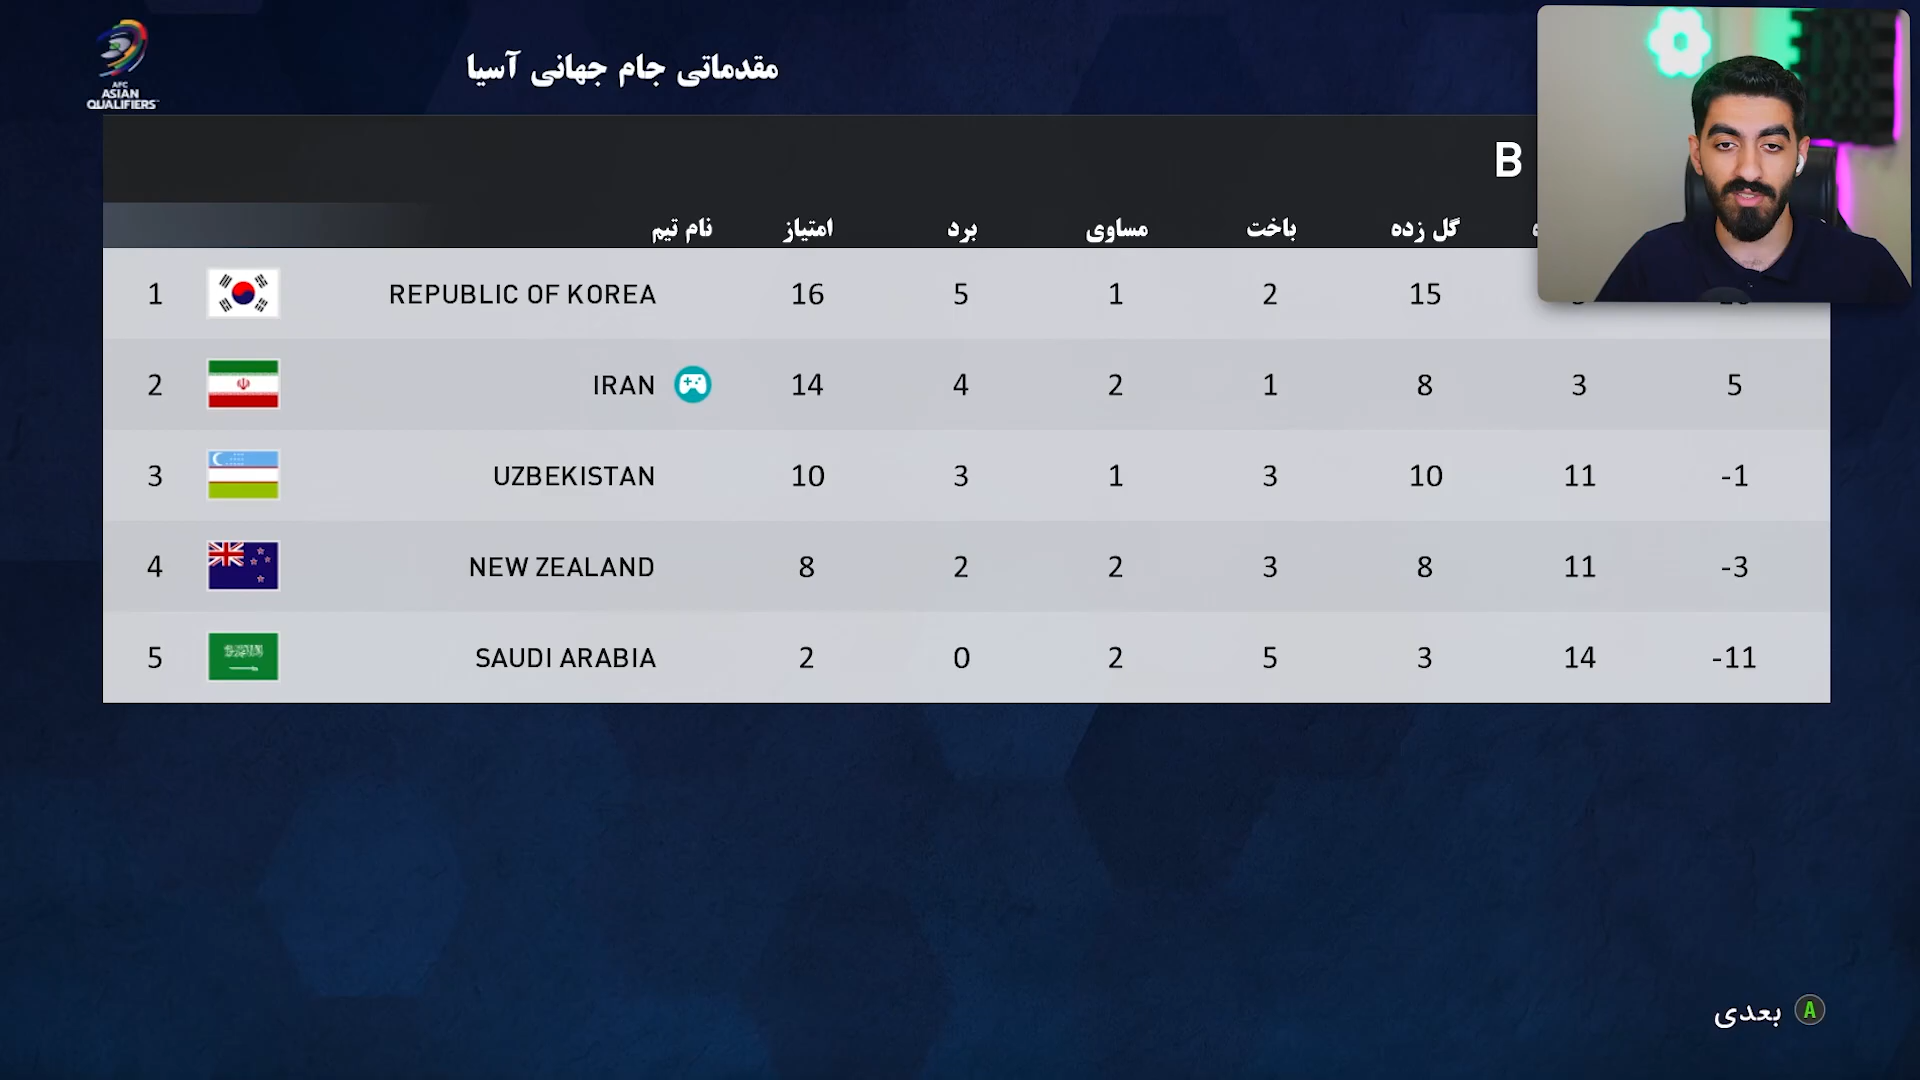 AFC
ASIAN
QUALIFIERS™
مقدماتی جام جهانی آسیا
B
نام تیم امتیاز برد مساوی باخت گل زده
1 REPUBLIC OF KOREA 16 5 1 2 15
2 IRAN 14 4 2 1 8 3 5
3 UZBEKISTAN 10 3 1 3 10 11 -1
4 NEW ZEALAND 8 2 2 3 8 11 -3
5 SAUDI ARABIA 2 0 2 5 3 14 -11
بعدی A